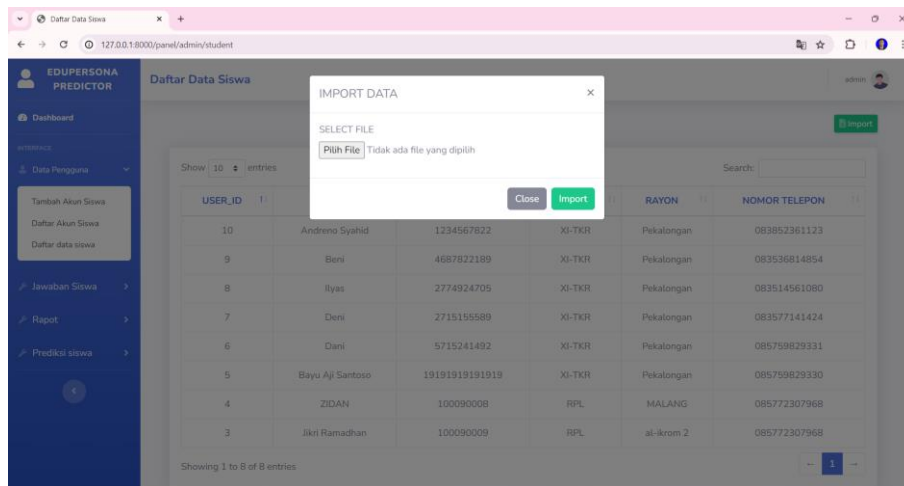 Daftar Data Siswa
127.0.0.1:8000/panel/admin/student
EDUPERSONA
PREDICTOR
Daftar Data Siswa
admin
IMPORT DATA
×
SELECT FILE
Pilih File Tidak ada file yang dipilih
Close Import
Dashboard
Import
INTERFACE
Data Pengguna
Tambah Akun Siswa
Daftar Akun Siswa
Daftar data siswa
Jawaban Siswa
Rapot
Prediksi siswa
Show 10 entries Search:
USER_ID RAYON NOMOR TELEPON
10 Andreno Syahid 1234567822 XI-TKR Pekalongan 083852361123
9 Beni 4687822189 XI-TKR Pekalongan 083536814854
8 Ilyas 2774924705 XI-TKR Pekalongan 083514561080
7 Deni 2715155589 XI-TKR Pekalongan 083577141424
6 Dani 5715241492 XI-TKR Pekalongan 085759829331
5 Bayu Aji Santoso 19191919191919 XI-TKR Pekalongan 085759829330
4 ZIDAN 100090008 RPL MALANG 085772307968
3 Jikri Ramadhan 100090009 RPL al-ikrom 2 085772307968
Showing 1 to 8 of 8 entries
1